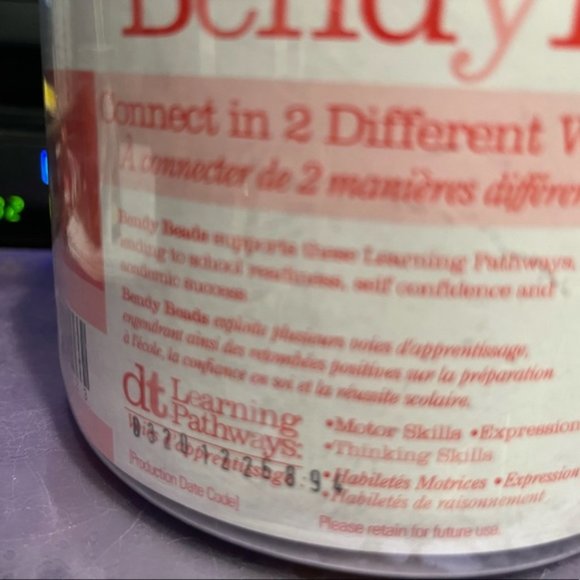 Bendy
Connect in 2 Different
À connecter de 2 manières
Bendy Beads supports these Learning Pathways,
to school readiness, self confidence and
academic success
Bendy Beads exploite plusieurs voies d'apprentissage,
engendrant ainsi des retombées positives sur la préparation
à l'école, la confiance en soi et la réussite scolaire.
dt Learning
Pathways:
•Motor Skills •Expression
•Thinking Skills
d'apprentissage
•Habiletés Motrices •Expression
•Habiletés de raisonnement
[Production Date Code]
Please retain for future use.